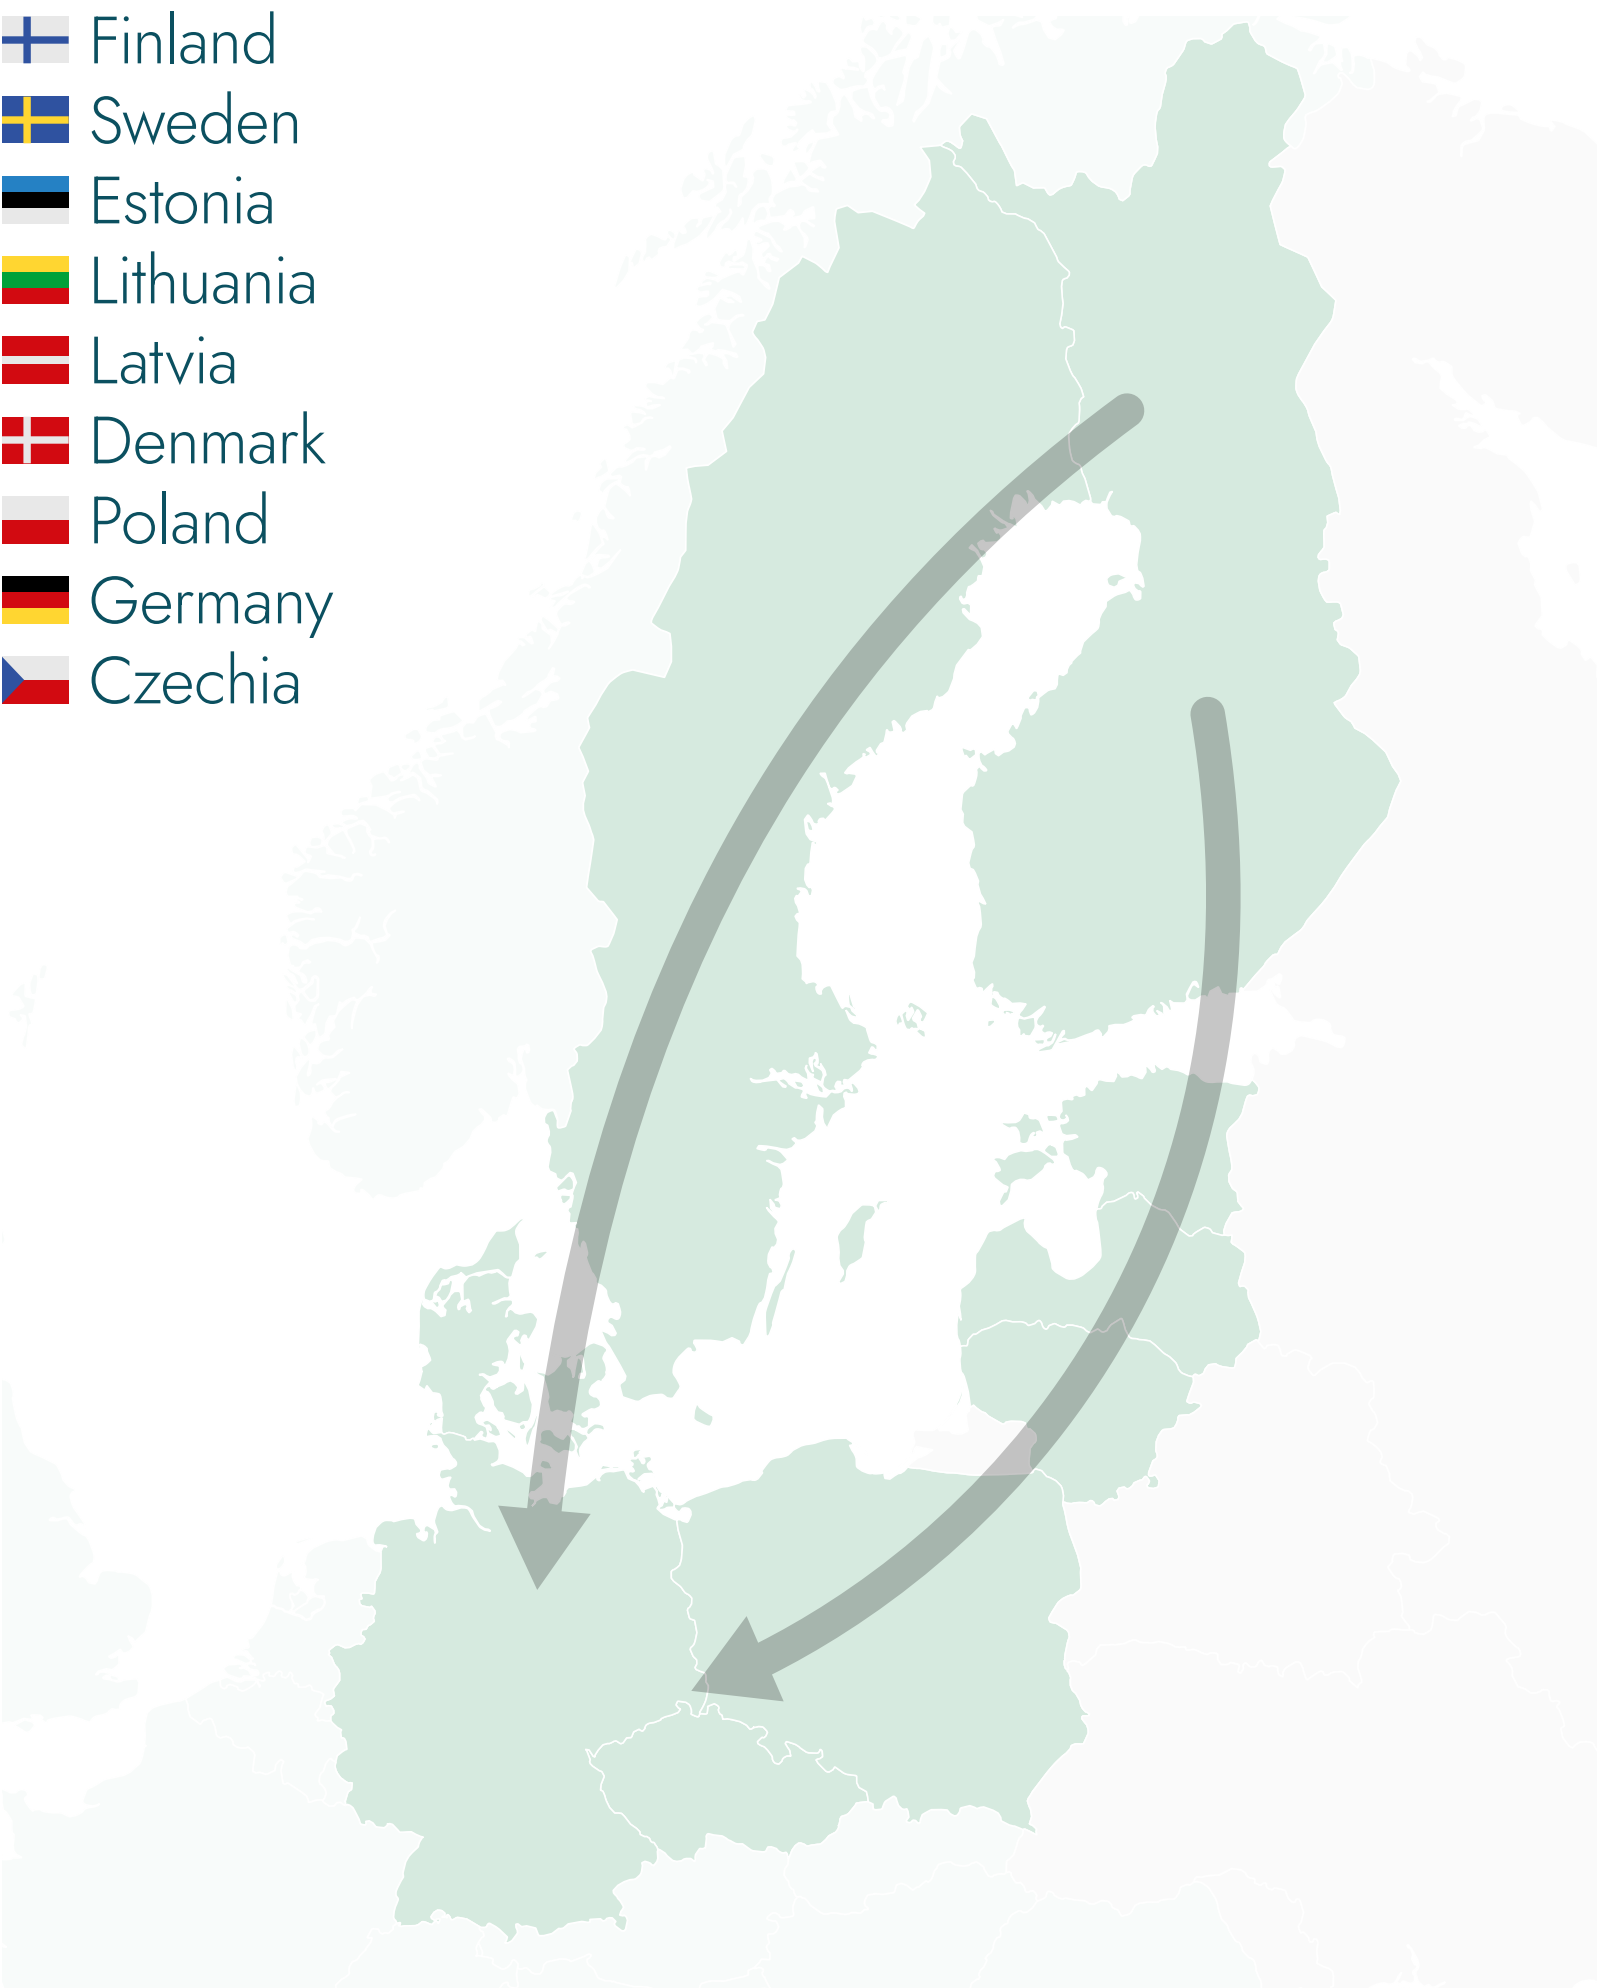 Finland
Sweden
Estonia
Lithuania
Latvia
Denmark
Poland
Germany
Czechia